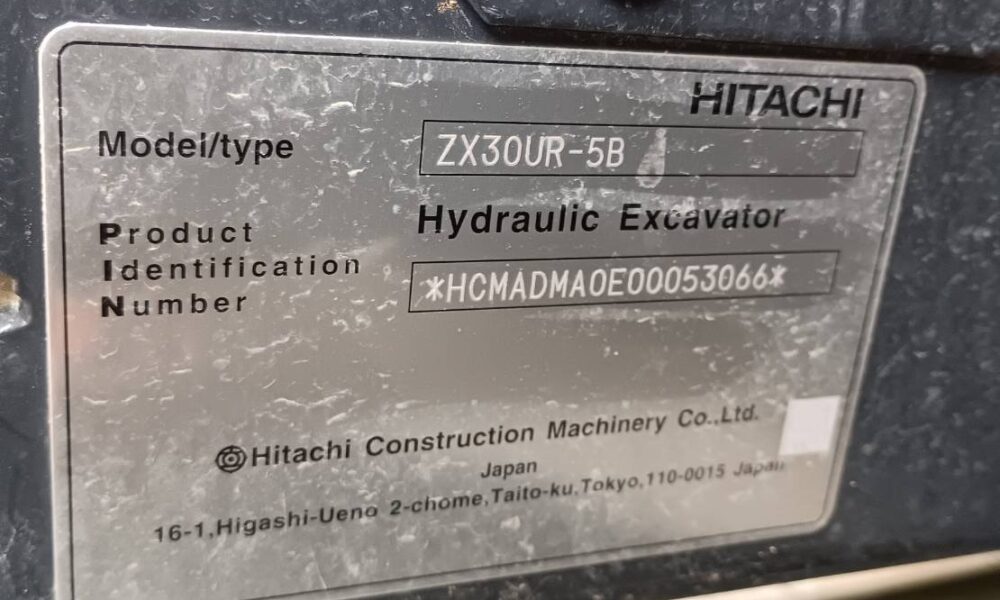 HITACHI
Model/type ZX30UR-5B
Hydraulic Excavator
Product
Identification
Number
*HCMADMA0E00053066*
Hitachi Construction Machinery Co.,Ltd.
Japan
16-1,Higashi-Ueno 2-chome,Taito-ku,Tokyo,110-0015 Japan